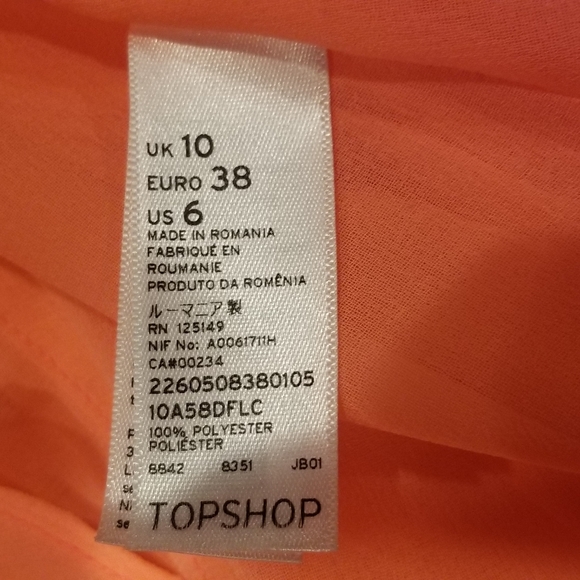 UK 10
EURO 38
US 6
MADE IN ROMANIA
FABRIQUÉ EN
ROUMANIE
PRODUTO DA ROMÊNIA
ルーマニア製
RN 125149
NIF No: A0061711H
CA#00234
2260508380105
10A58DFLC
100% POLYESTER
POLIÉSTER
8842 8351 JB01
TOPSHOP